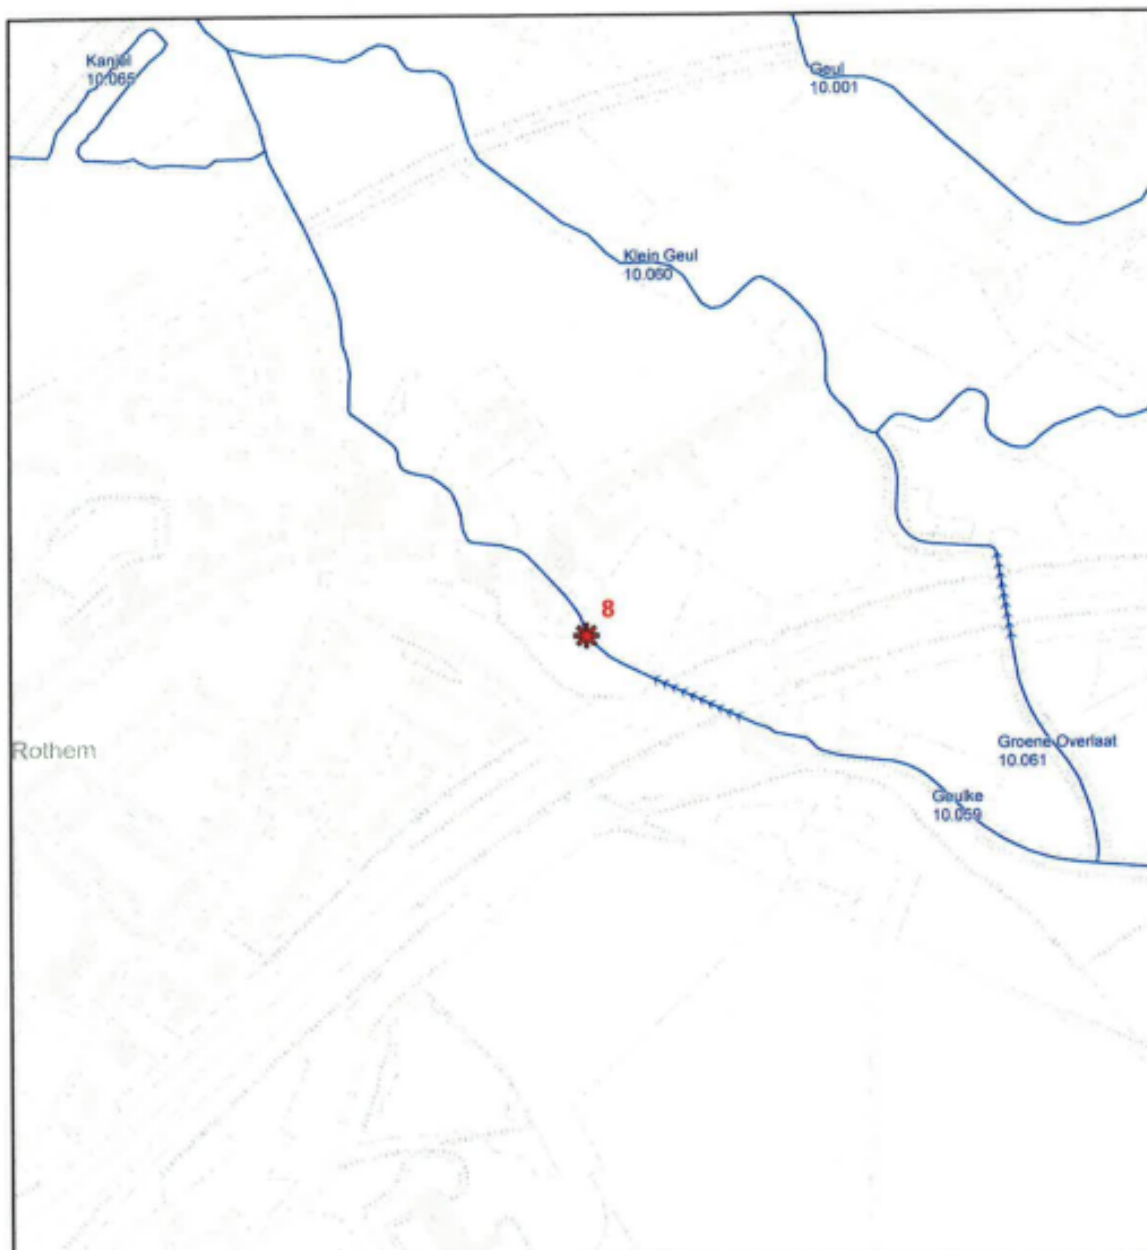 Kanjel
10.065
Geul
10.001
Klein Geul
10.060
8
Groene Overlaat
10.061
Rothem
Geulke
10.059